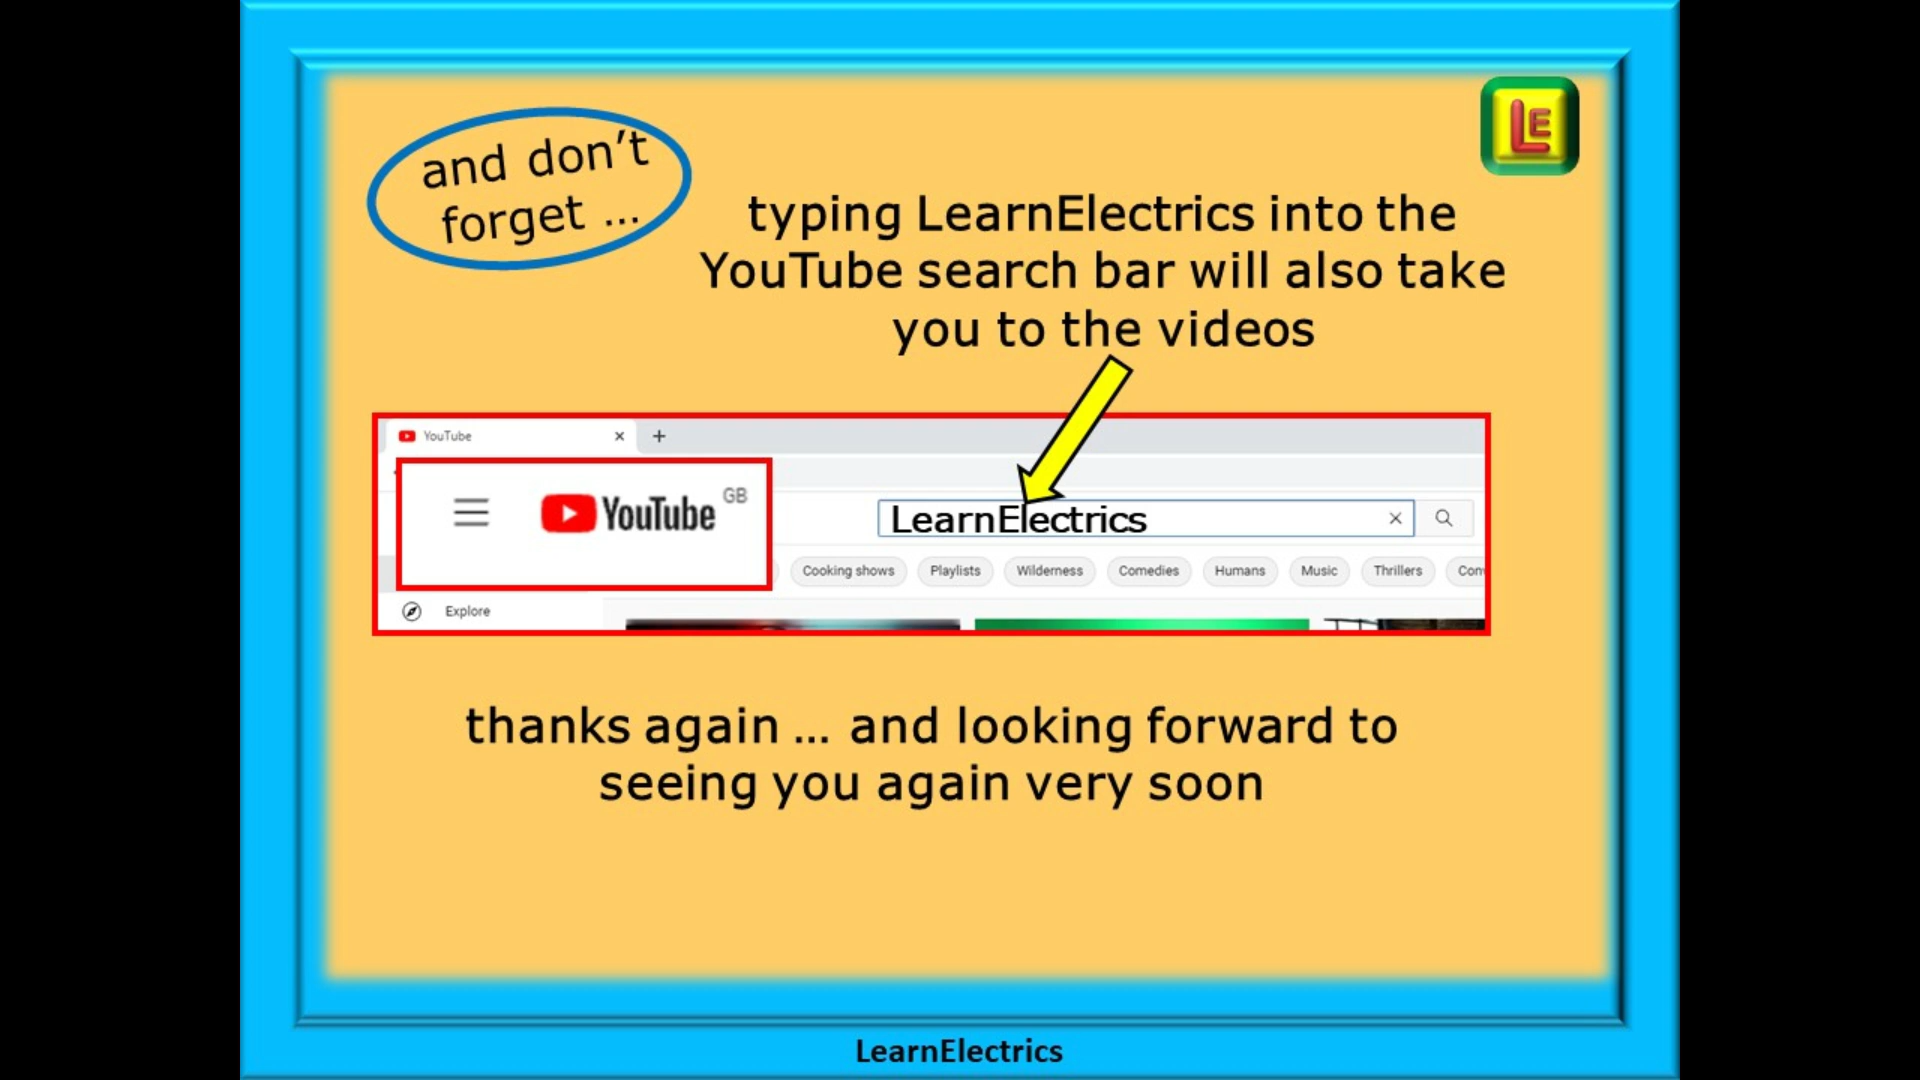 and don't
forget ...
LE
typing LearnElectrics into the
YouTube search bar will also take
you to the videos
YouTube
YouTube GB
LearnElectrics
Cooking shows Playlists Wilderness Comedies Humans Music Thrillers
Explore
thanks again ... and looking forward to
seeing you again very soon
LearnElectrics